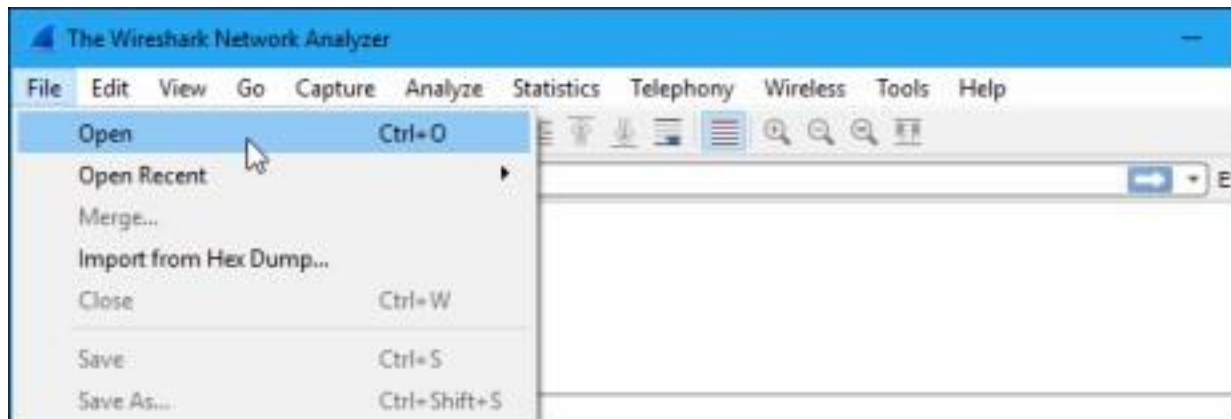 The Wireshark Network Analyzer
File Edit View Go Capture Analyze Statistics Telephony Wireless Tools Help
Open Ctrl+O
Open Recent
Merge...
Import from Hex Dump...
Close Ctrl+W
Save Ctrl+S
Save As... Ctrl+Shift+S